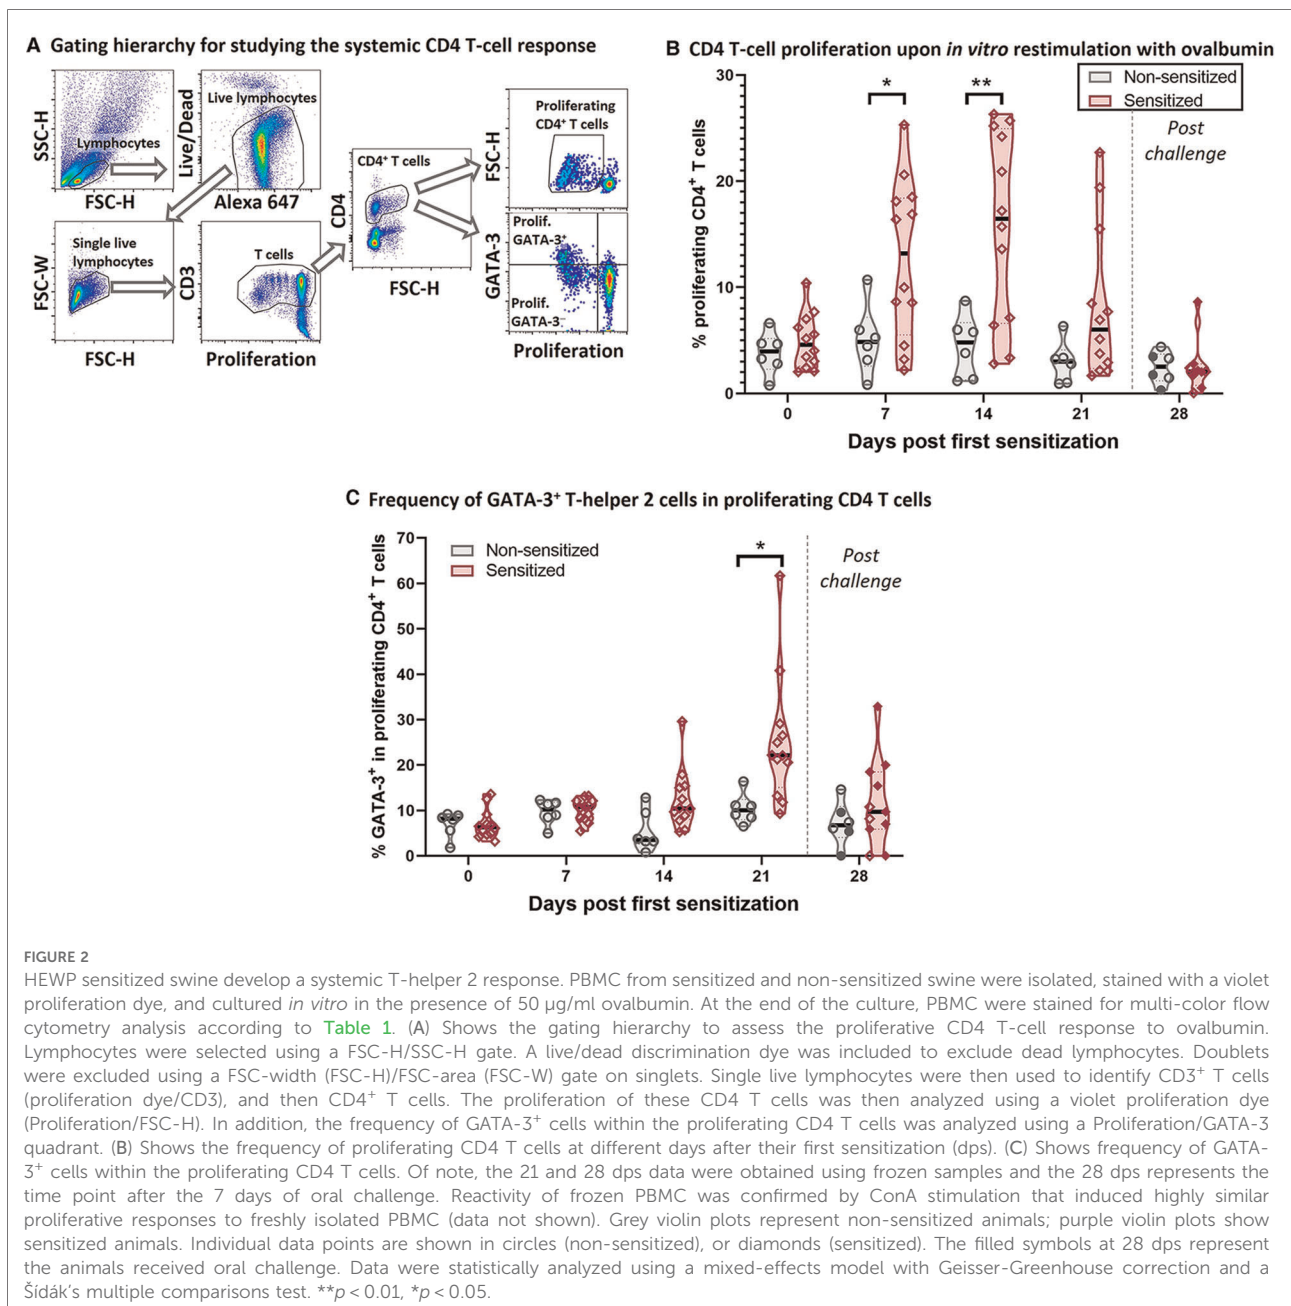 A Gating hierarchy for studying the systemic CD4 T-cell response
SSC-H
Lymphocytes
FSC-H
Live/Dead
Live lymphocytes
Alexa 647
FSC-W
Single live
lymphocytes
FSC-H
CD3
T cells
Proliferation
CD4
CD4⁺ T cells
FSC-H
FSC-H
Proliferating
CD4⁺ T cells
GATA-3
Prolif.
GATA-3⁺
Prolif.
GATA-3⁻
Proliferation
B CD4 T-cell proliferation upon in vitro restimulation with ovalbumin
% proliferating CD4⁺ T cells
30
20
10
0
* **
Non-sensitized
Sensitized
Post
challenge
0 7 14 21 28
Days post first sensitization
C Frequency of GATA-3⁺ T-helper 2 cells in proliferating CD4 T cells
% GATA-3⁺ in proliferating CD4⁺ T cells
70
60
50
40
30
20
10
0
Non-sensitized
Sensitized
*
Post
challenge
0 7 14 21 28
Days post first sensitization
FIGURE 2
HEWP sensitized swine develop a systemic T-helper 2 response. PBMC from sensitized and non-sensitized swine were isolated, stained with a violet
proliferation dye, and cultured in vitro in the presence of 50 µg/ml ovalbumin. At the end of the culture, PBMC were stained for multi-color flow
cytometry analysis according to Table 1. (A) Shows the gating hierarchy to assess the proliferative CD4 T-cell response to ovalbumin.
Lymphocytes were selected using a FSC-H/SSC-H gate. A live/dead discrimination dye was included to exclude dead lymphocytes. Doublets
were excluded using a FSC-width (FSC-H)/FSC-area (FSC-W) gate on singlets. Single live lymphocytes were then used to identify CD3⁺ T cells
(proliferation dye/CD3), and then CD4⁺ T cells. The proliferation of these CD4 T cells was then analyzed using a violet proliferation dye
(Proliferation/FSC-H). In addition, the frequency of GATA-3⁺ cells within the proliferating CD4 T cells was analyzed using a Proliferation/GATA-3
quadrant. (B) Shows the frequency of proliferating CD4 T cells at different days after their first sensitization (dps). (C) Shows frequency of GATA-
3⁺ cells within the proliferating CD4 T cells. Of note, the 21 and 28 dps data were obtained using frozen samples and the 28 dps represents the
time point after the 7 days of oral challenge. Reactivity of frozen PBMC was confirmed by ConA stimulation that induced highly similar
proliferative responses to freshly isolated PBMC (data not shown). Grey violin plots represent non-sensitized animals; purple violin plots show
sensitized animals. Individual data points are shown in circles (non-sensitized), or diamonds (sensitized). The filled symbols at 28 dps represent
the animals received oral challenge. Data were statistically analyzed using a mixed-effects model with Geisser-Greenhouse correction and a
Šídák's multiple comparisons test. **p < 0.01, *p < 0.05.